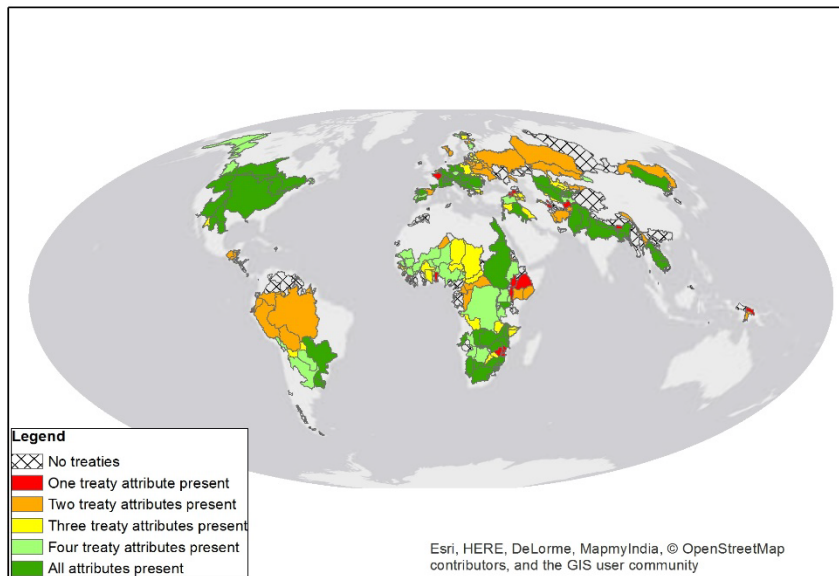 Legend
No treaties
One treaty attribute present
Two treaty attributes present
Three treaty attributes present
Four treaty attributes present
All attributes present
Esri, HERE, DeLorme, MapmyIndia, © OpenStreetMap
contributors, and the GIS user community